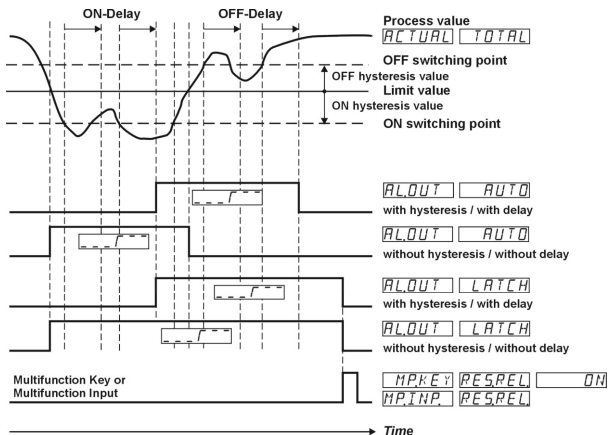 ON-Delay OFF-Delay
Process value
ACTUAL TOTAL
OFF switching point
OFF hysteresis value
Limit value
ON hysteresis value
ON switching point
AL.OUT AUTO
with hysteresis / with delay
AL.OUT AUTO
without hysteresis / without delay
AL.OUT LATCH
with hysteresis / with delay
AL.OUT LATCH
without hysteresis / without delay
Multifunction Key or
Multifunction Input
MP.KEY RES.REL. ON
MP.INP. RES.REL.
Time